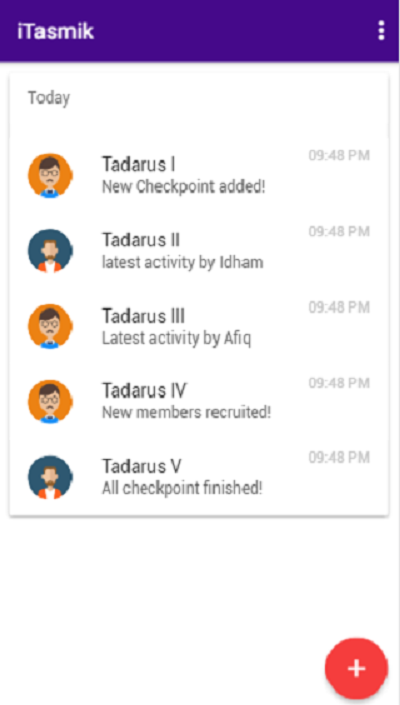 iTasmik
Today
Tadarus I
09:48 PM
New Checkpoint added!
Tadarus II
09:48 PM
latest activity by Idham
Tadarus III
09:48 PM
Latest activity by Afiq
Tadarus IV
09:48 PM
New members recruited!
Tadarus V
09:48 PM
All checkpoint finished!
+